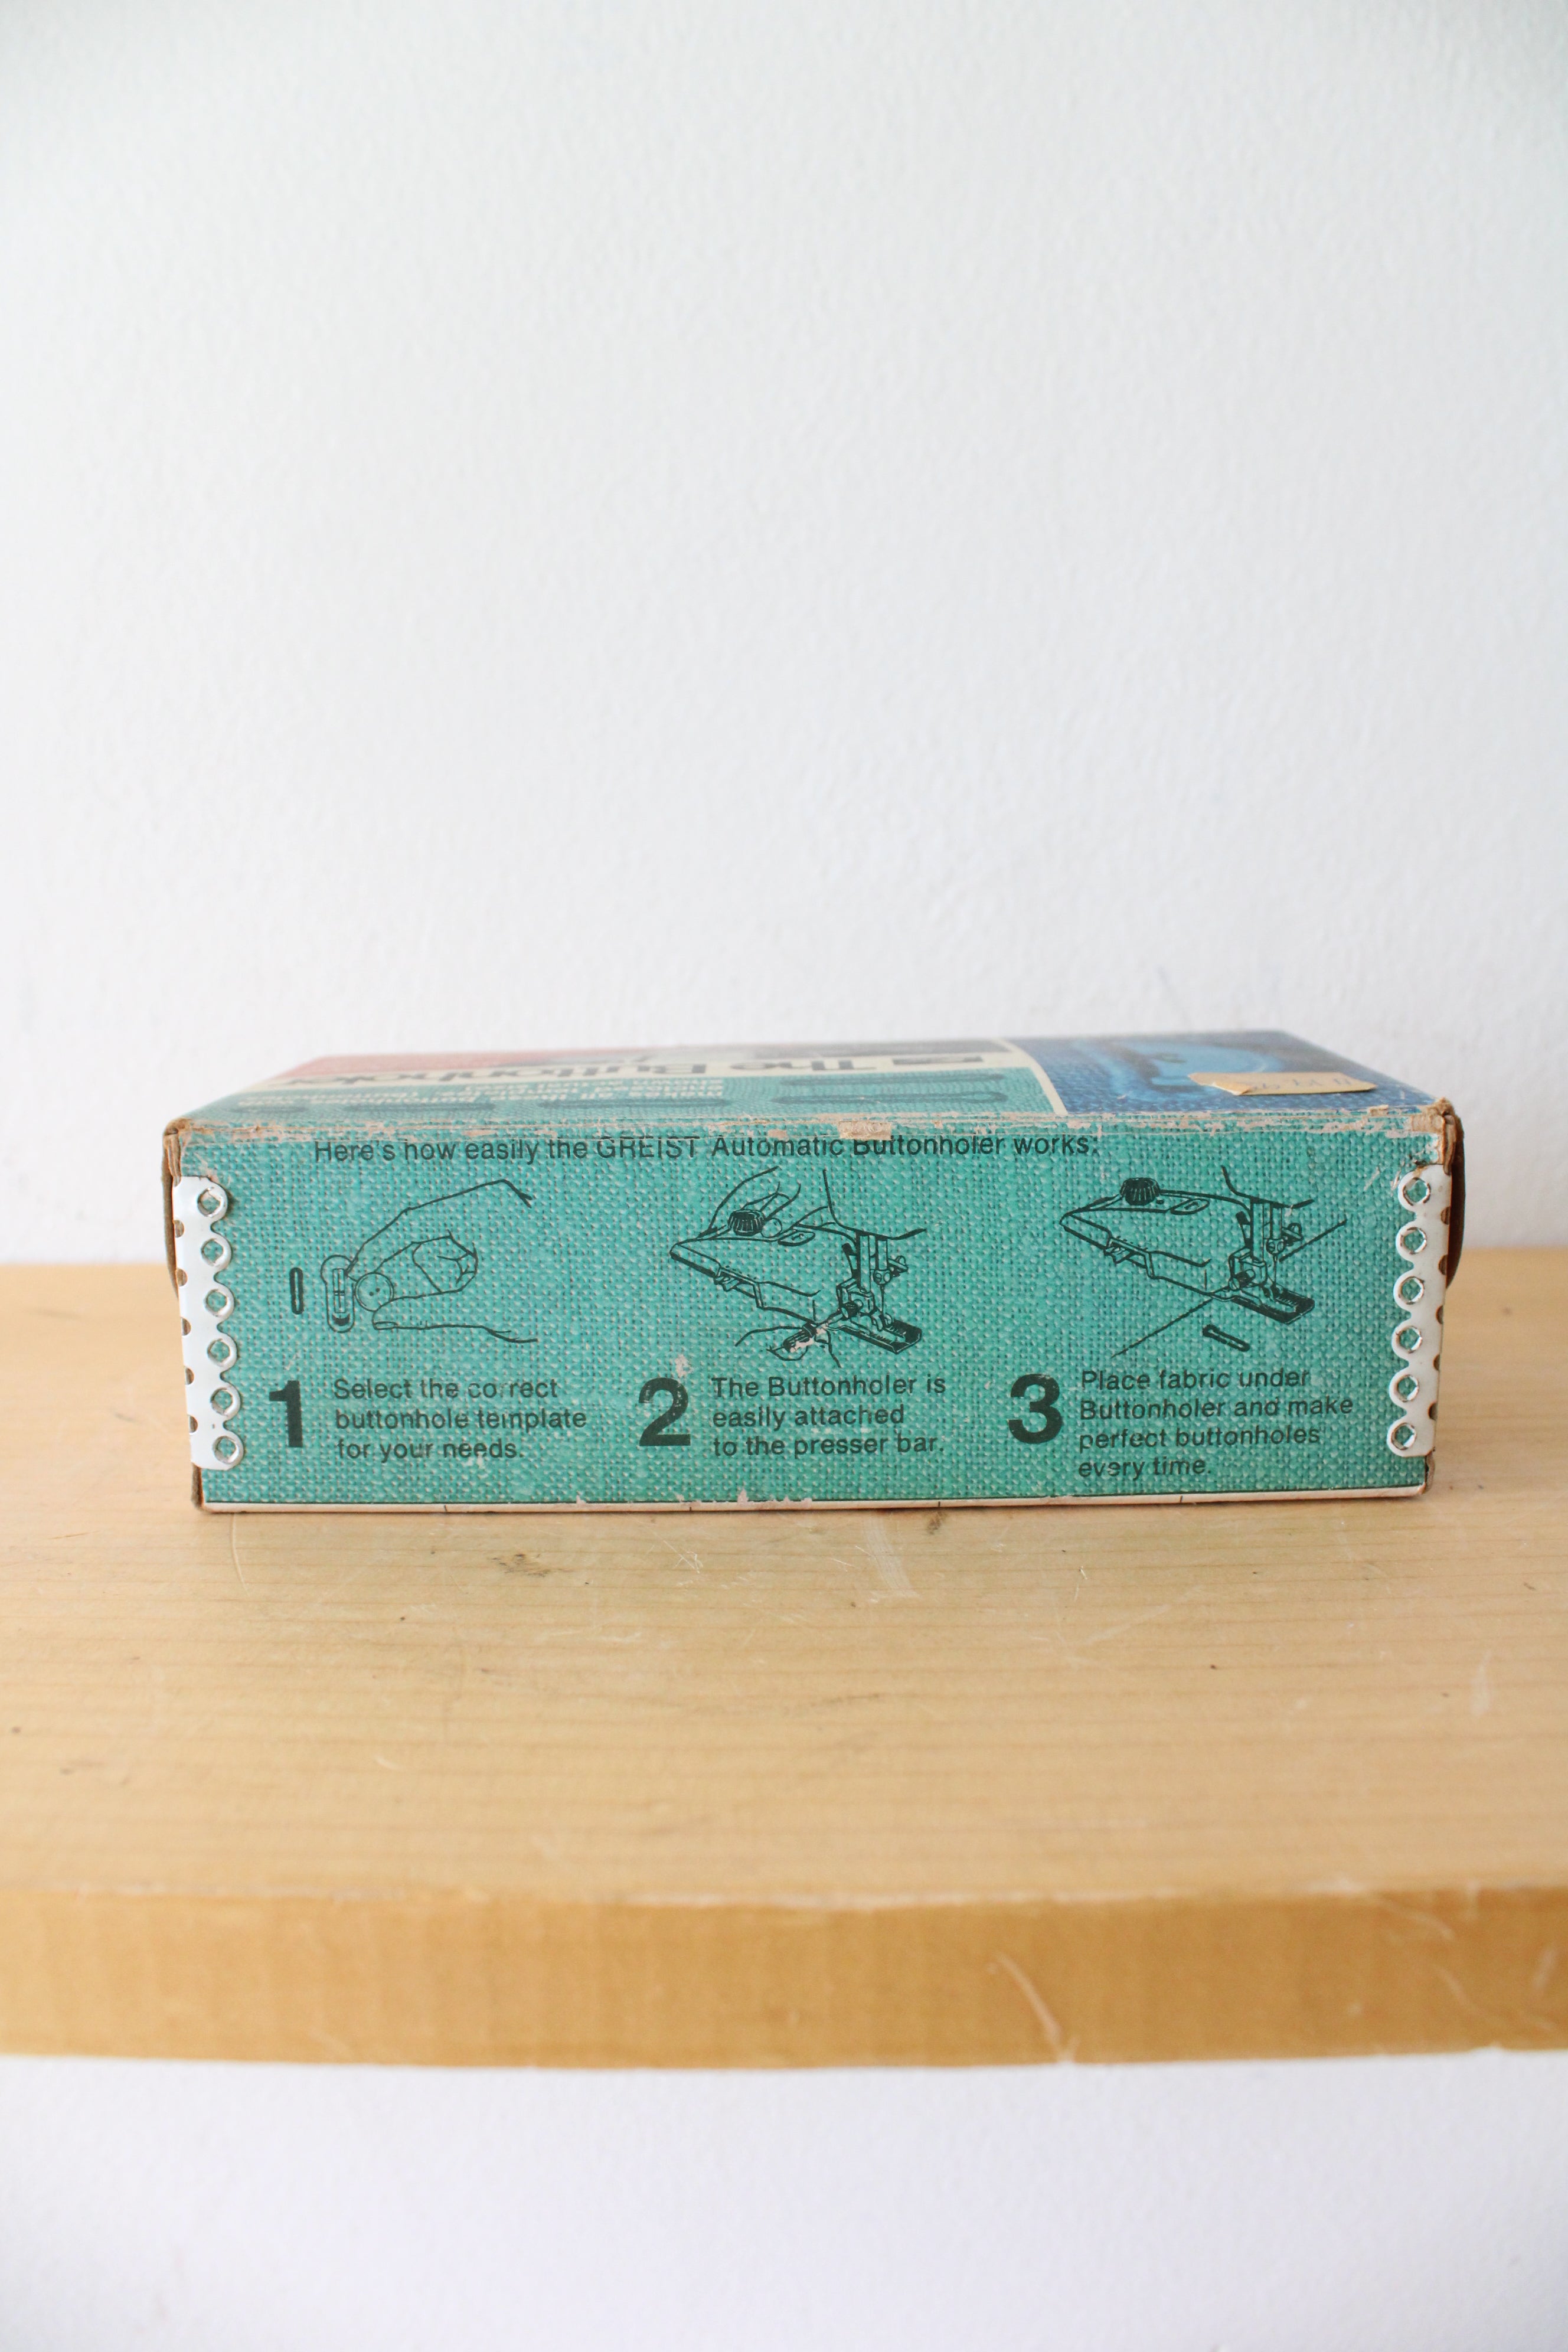 The Buttonholer
Here's how easily the GREIST Automatic Buttonholer works:
1 Select the correct
buttonhole template
for your needs.
2 The Buttonholer is
easily attached
to the presser bar.
3 Place fabric under
Buttonholer and make
perfect buttonholes
every time.